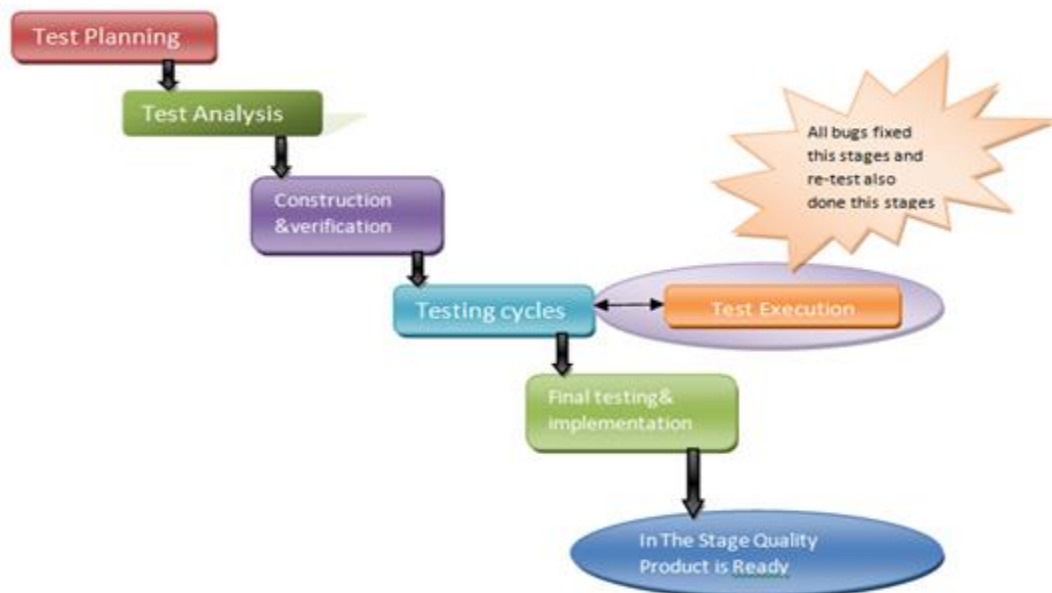 Test Planning
Test Analysis
All bugs fixed
this stages and
re-test also
done this stages
Construction
&verification
Testing cycles
Test Execution
Final testing&
implementation
In The Stage Quality
Product is Ready